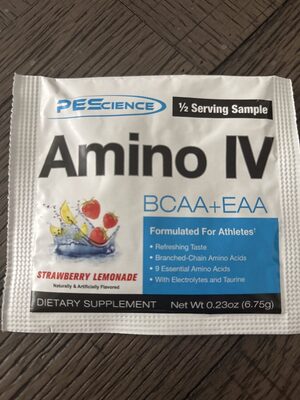 PEScience
½ Serving Sample
Amino IV
BCAA+EAA
Formulated For Athletes¹
• Refreshing Taste
• Branched-Chain Amino Acids
• 9 Essential Amino Acids
• With Electrolytes and Taurine
STRAWBERRY LEMONADE
Naturally & Artificially Flavored
DIETARY SUPPLEMENT Net Wt 0.23oz (6.75g)